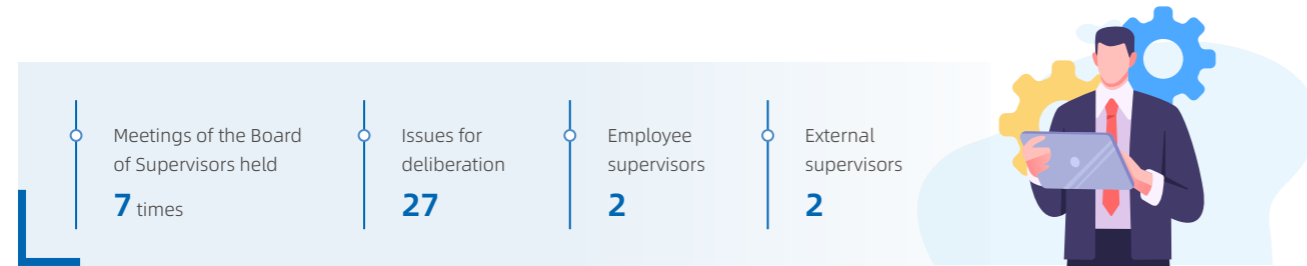 Meetings of the Board
of Supervisors held
7 times
Issues for
deliberation
27
Employee
supervisors
2
External
supervisors
2